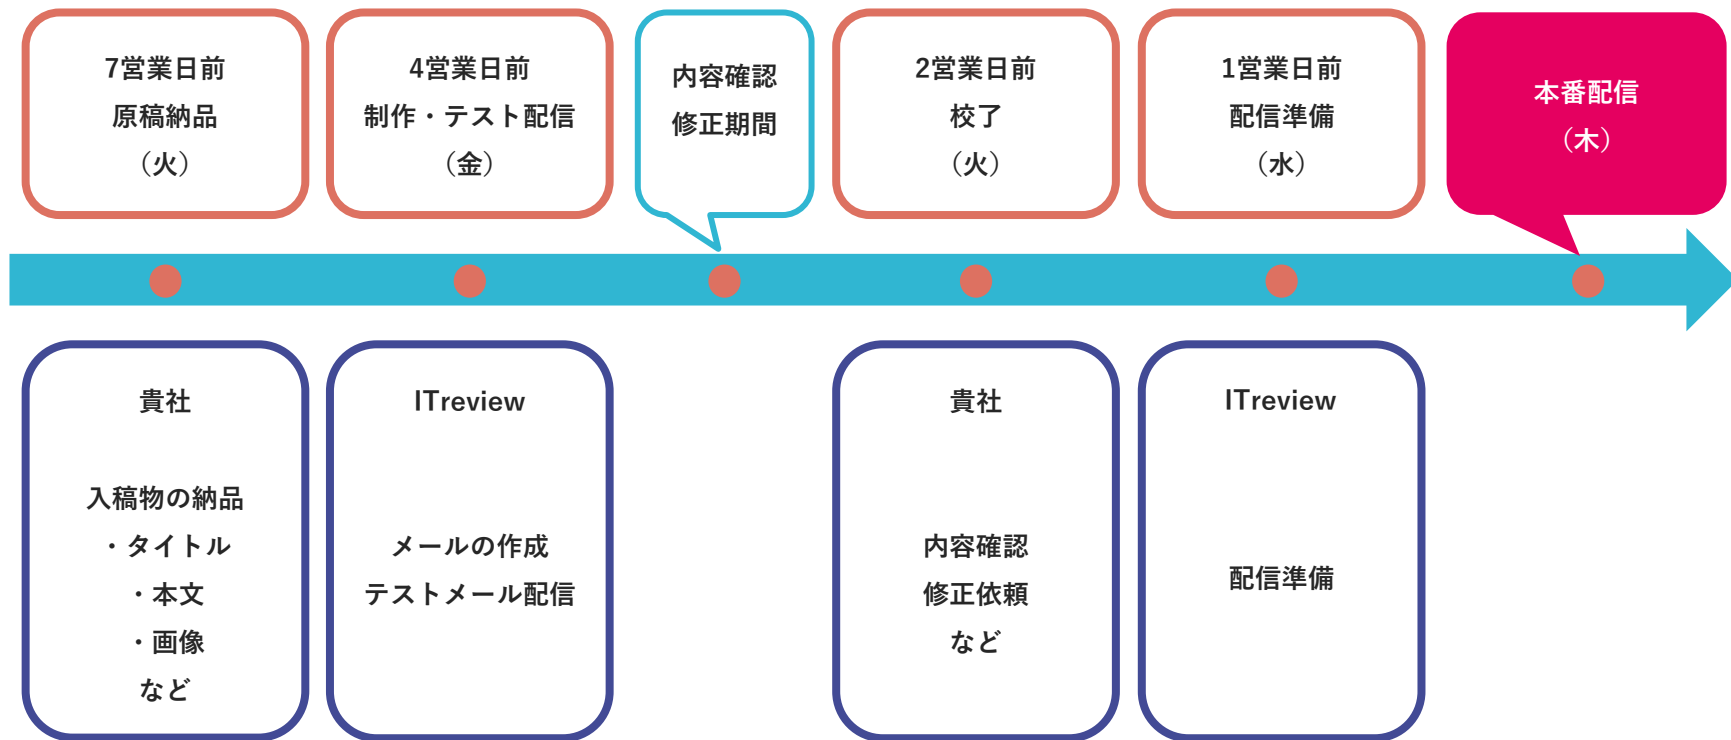 7営業日前
原稿納品
（火）
4営業日前
制作・テスト配信
（金）
内容確認
修正期間
2営業日前
校了
（火）
1営業日前
配信準備
（水）
本番配信
（木）
貴社
入稿物の納品
・タイトル
・本文
・画像
など
ITreview
メールの作成
テストメール配信
貴社
内容確認
修正依頼
など
ITreview
配信準備